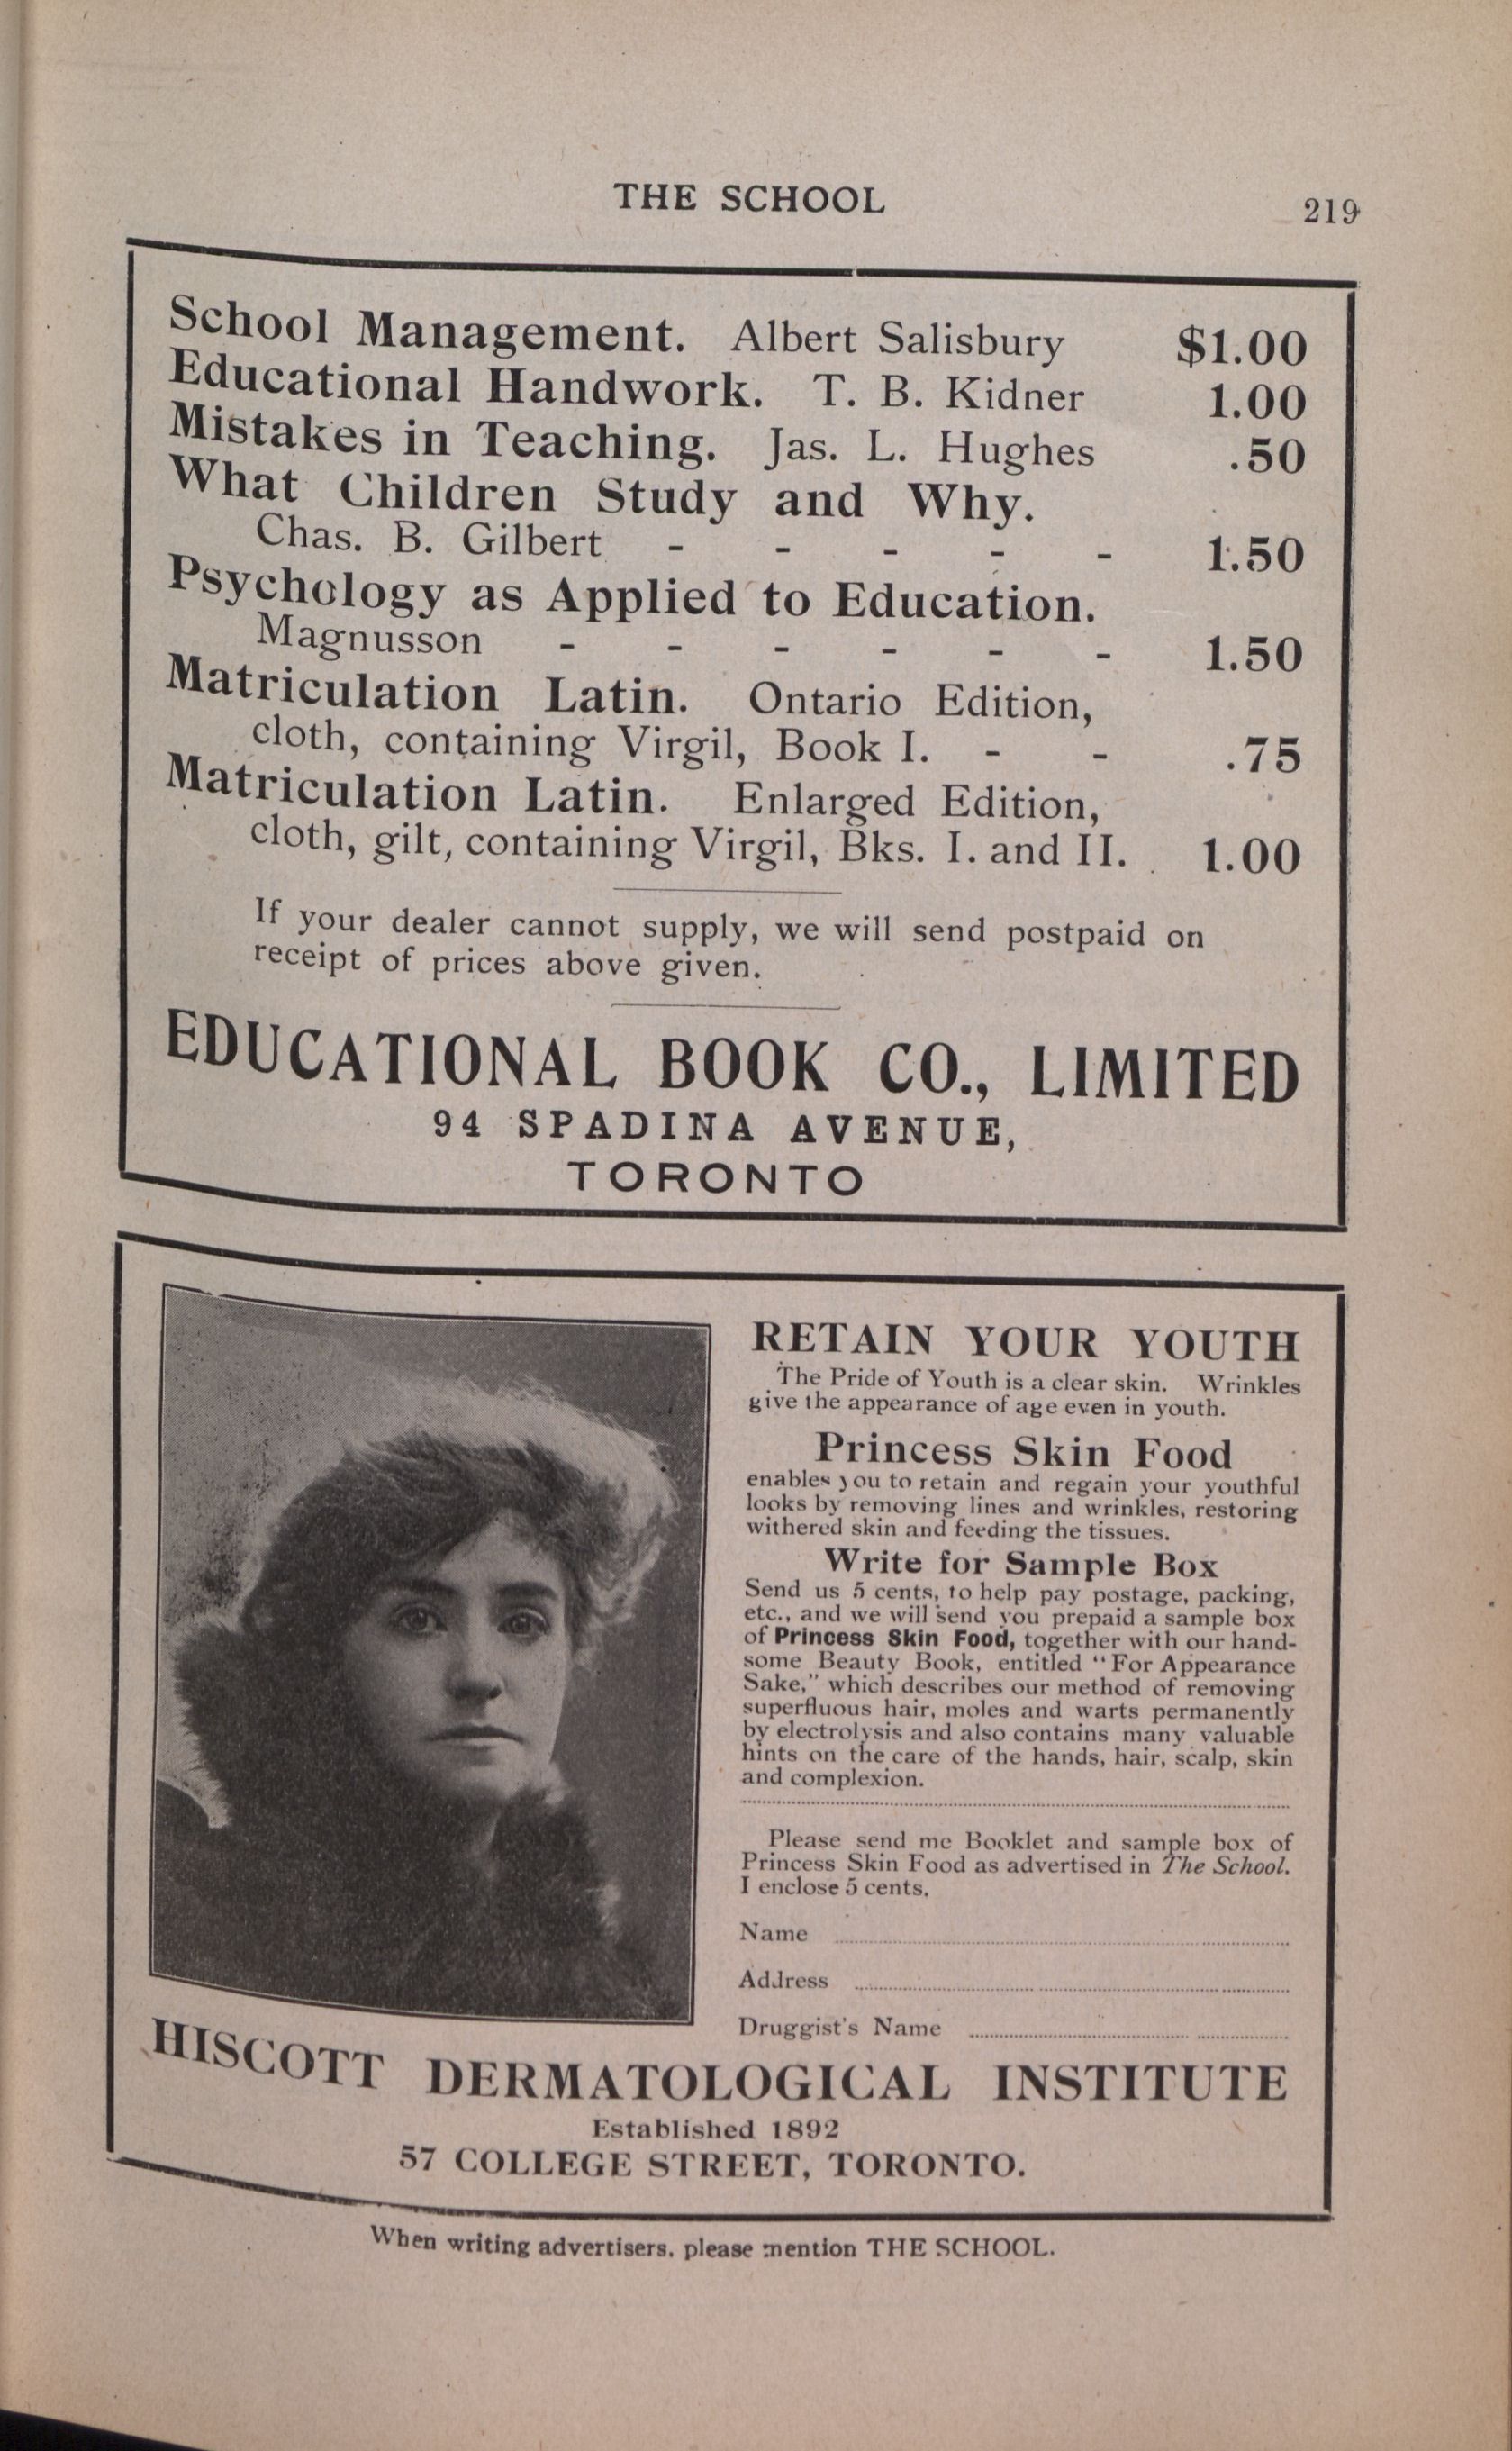 THE SCHOOL
219
School Management. Albert Salisbury $1.00
Educational Handwork. T. B. Kidner 1.00
Mistakes in Teaching. Jas. L. Hughes .50
What Children Study and Why.
Chas. B. Gilbert - - - - - 1.50
Psychology as Applied to Education.
Magnusson - - - - - - 1.50
Matriculation Latin. Ontario Edition,
cloth, containing Virgil, Book I. - - .75
Matriculation Latin. Enlarged Edition,
cloth, gilt, containing Virgil, Bks. I. and II. . 1.00
If your dealer cannot supply, we will send postpaid on
receipt of prices above given.
EDUCATIONAL BOOK CO., LIMITED
94 SPADINA AVENUE,
TORONTO
RETAIN YOUR YOUTH
The Pride of Youth is a clear skin. Wrinkles
give the appearance of age even in youth.
Princess Skin Food
enables you to retain and regain your youthful
looks by removing lines and wrinkles, restoring
withered skin and feeding the tissues.
Write for Sample Box
Send us 5 cents, to help pay postage, packing,
etc., and we will send you prepaid a sample box
of Princess Skin Food, together with our hand-
some Beauty Book, entitled "For Appearance
Sake," which describes our method of removing
superfluous hair, moles and warts permanently
by electrolysis and also contains many valuable
hints on the care of the hands, hair, scalp, skin
and complexion.
Please send me Booklet and sample box of
Princess Skin Food as advertised in The School.
I enclose 5 cents.
Name
Address
Druggist's Name
HISCOTT DERMATOLOGICAL INSTITUTE
Established 1892
57 COLLEGE STREET, TORONTO.
When writing advertisers, please mention THE SCHOOL.